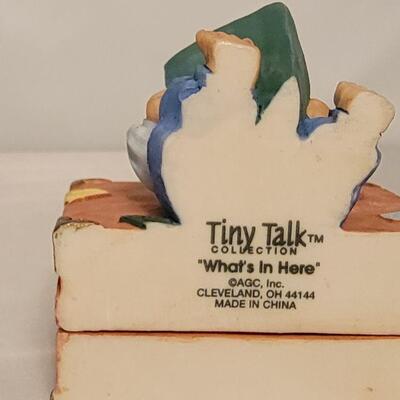 Tiny Talk™
COLLECTION
"What's In Here"
©AGC, Inc.
CLEVELAND, OH 44144
MADE IN CHINA